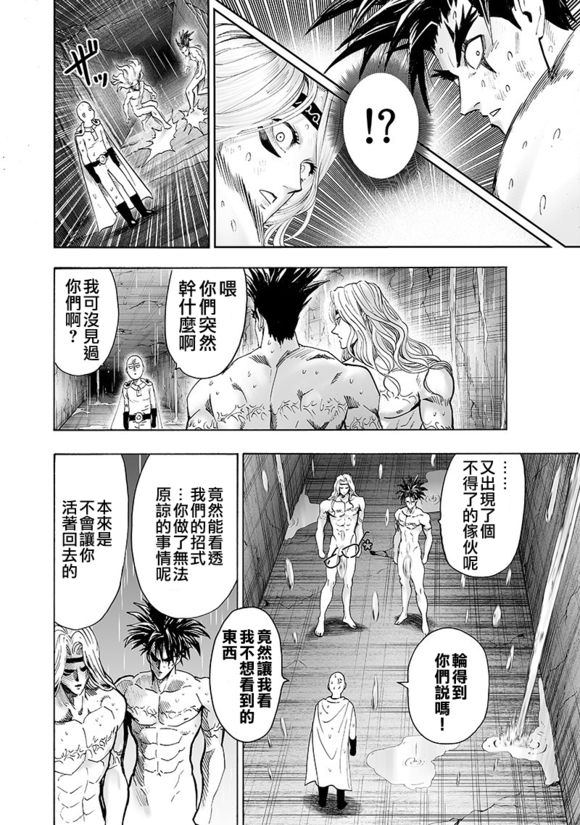 !?
ザッ
喂
你們突然
幹什麼啊
我可沒見過
你們啊?
……
又出現了個
不得了的傢伙
呢
輪得到
你們説嗎!
竟然讓我看
我不想看到的
東西
竟然能看透
我們的招式
…你做了無法
原諒的事情呢
本來是
不會讓你
活著回去的